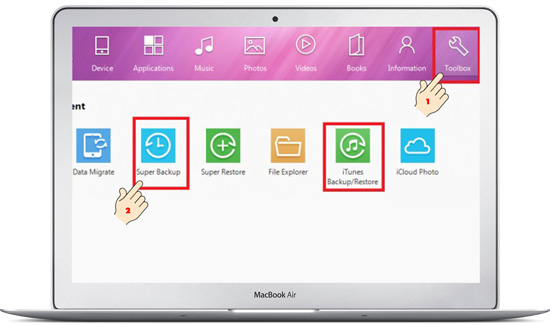 Device Applications Music Photos Videos Books Information Toolbox
1
ent
Data Migrate Super Backup Super Restore File Explorer iTunes Backup/Restore iCloud Photo
2
MacBook Air